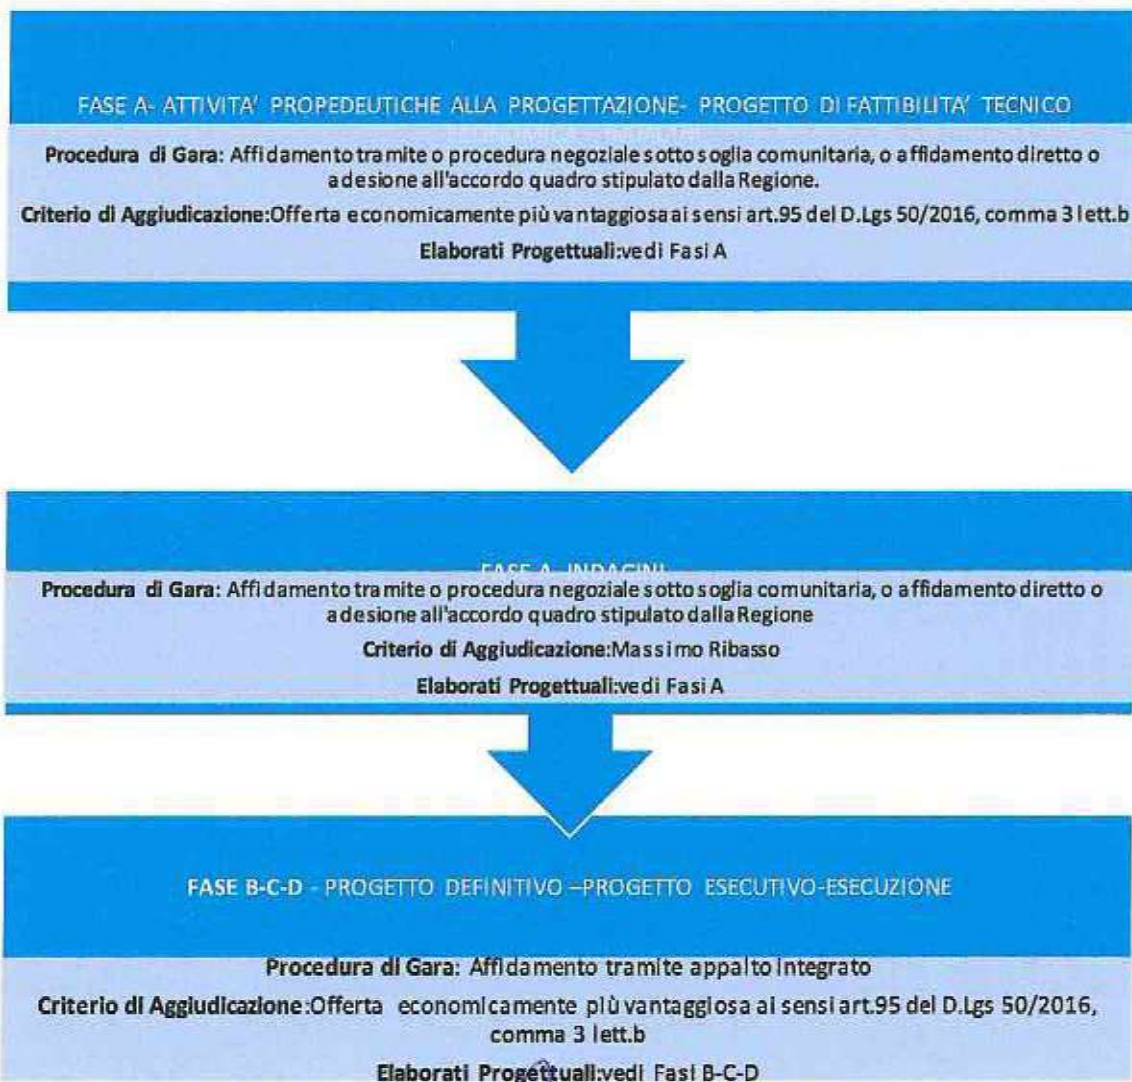 FASE A- ATTIVITA' PROPEDEUTICHE ALLA PROGETTAZIONE- PROGETTO DI FATTIBILITA' TECNICO
Procedura di Gara: Affidamento tramite o procedura negoziale sotto soglia comunitaria, o affidamento diretto o
adesione all'accordo quadro stipulato dalla Regione.
Criterio di Aggiudicazione:Offerta economicamente più vantaggiosa ai sensi art.95 del D.Lgs 50/2016, comma 3 lett.b
Elaborati Progettuali:vedi Fasi A
FASE A INDAGINI
Procedura di Gara: Affidamento tramite o procedura negoziale sotto soglia comunitaria, o affidamento diretto o
adesione all'accordo quadro stipulato dalla Regione
Criterio di Aggiudicazione:Massimo Ribasso
Elaborati Progettuali:vedi Fasi A
FASE B-C-D - PROGETTO DEFINITIVO –PROGETTO ESECUTIVO-ESECUZIONE
Procedura di Gara: Affidamento tramite appalto integrato
Criterio di Aggiudicazione:Offerta economicamente più vantaggiosa ai sensi art.95 del D.Lgs 50/2016,
comma 3 lett.b
Elaborati Progettuali:vedi Fasi B-C-D